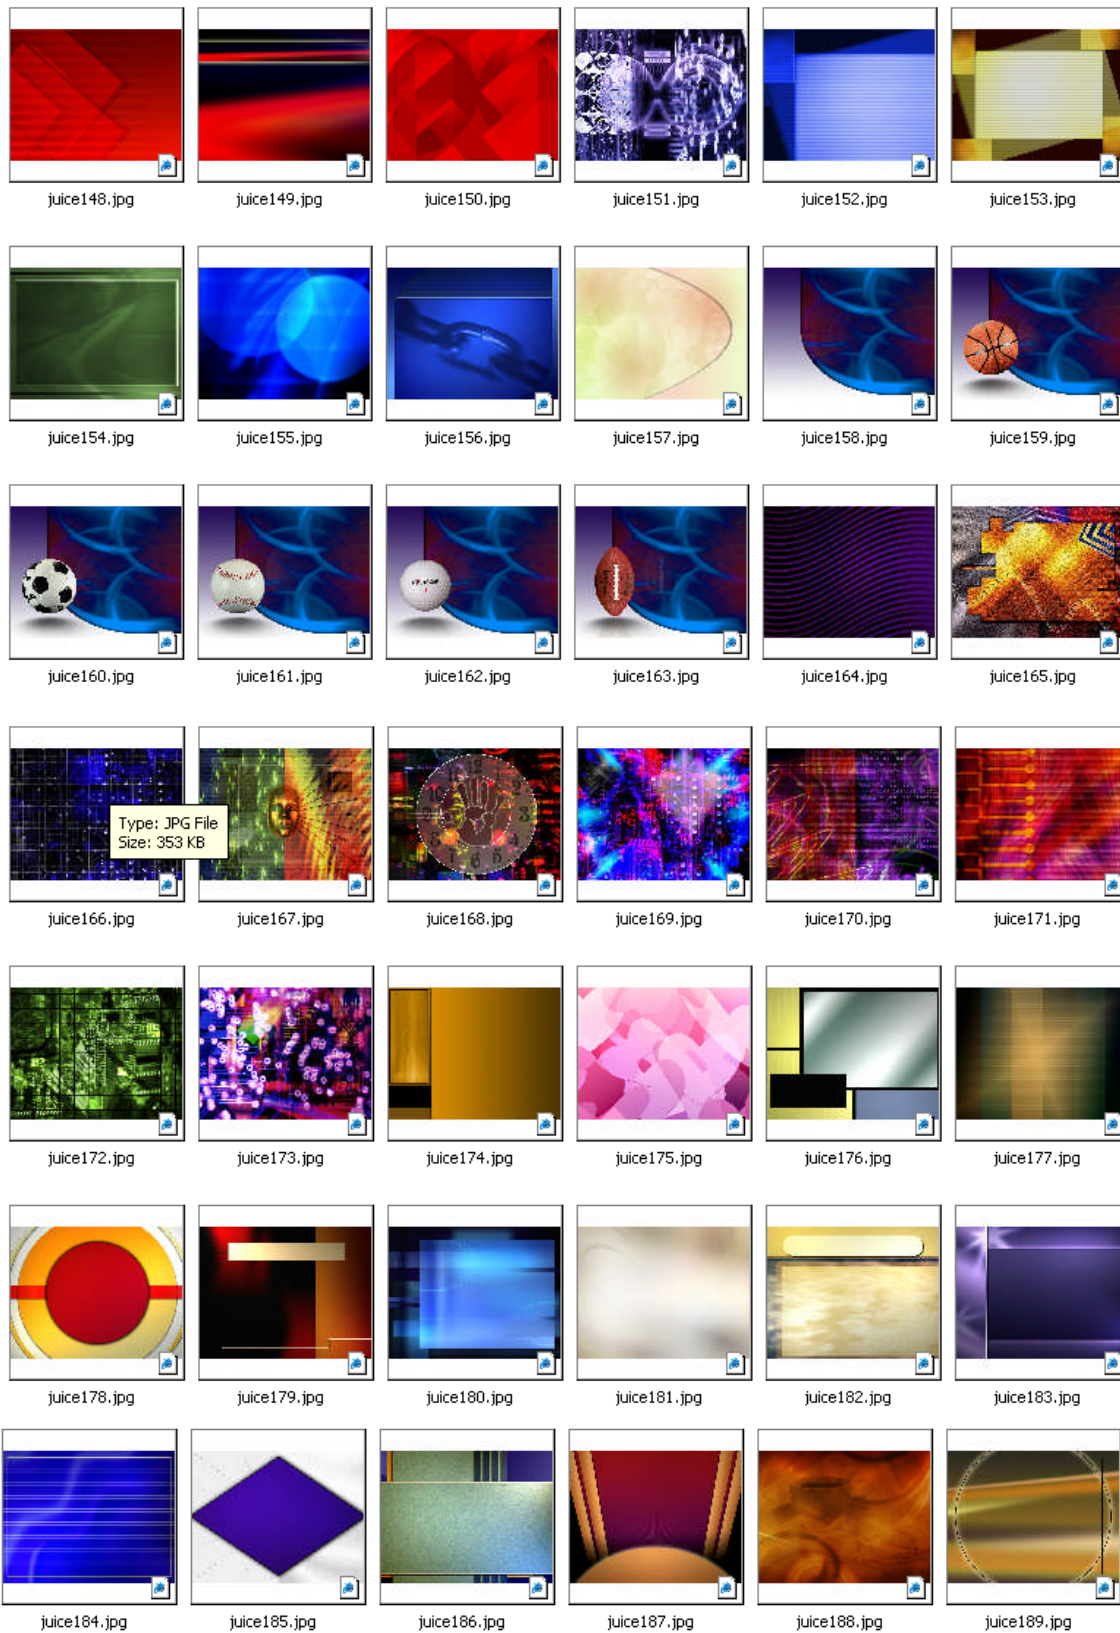 juice148.jpg juice149.jpg juice150.jpg juice151.jpg juice152.jpg juice153.jpg
juice154.jpg juice155.jpg juice156.jpg juice157.jpg juice158.jpg juice159.jpg
juice160.jpg juice161.jpg juice162.jpg juice163.jpg juice164.jpg juice165.jpg
Type: JPG File
Size: 353 KB
juice166.jpg juice167.jpg juice168.jpg juice169.jpg juice170.jpg juice171.jpg
juice172.jpg juice173.jpg juice174.jpg juice175.jpg juice176.jpg juice177.jpg
juice178.jpg juice179.jpg juice180.jpg juice181.jpg juice182.jpg juice183.jpg
juice184.jpg juice185.jpg juice186.jpg juice187.jpg juice188.jpg juice189.jpg